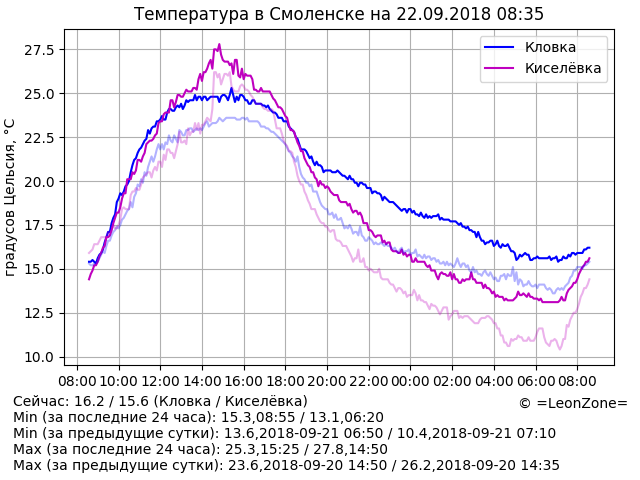 Температура в Смоленске на 22.09.2018 08:35
Кловка
Киселёвка
градусов Цельсия, °C
27.5
25.0
22.5
20.0
17.5
15.0
12.5
10.0
08:00 10:00 12:00 14:00 16:00 18:00 20:00 22:00 00:00 02:00 04:00 06:00 08:00
Сейчас: 16.2 / 15.6 (Кловка / Киселёвка)
© =LeonZone=
Min (за последние 24 часа): 15.3,08:55 / 13.1,06:20
Min (за предыдущие сутки): 13.6,2018-09-21 06:50 / 10.4,2018-09-21 07:10
Max (за последние 24 часа): 25.3,15:25 / 27.8,14:50
Max (за предыдущие сутки): 23.6,2018-09-20 14:50 / 26.2,2018-09-20 14:35